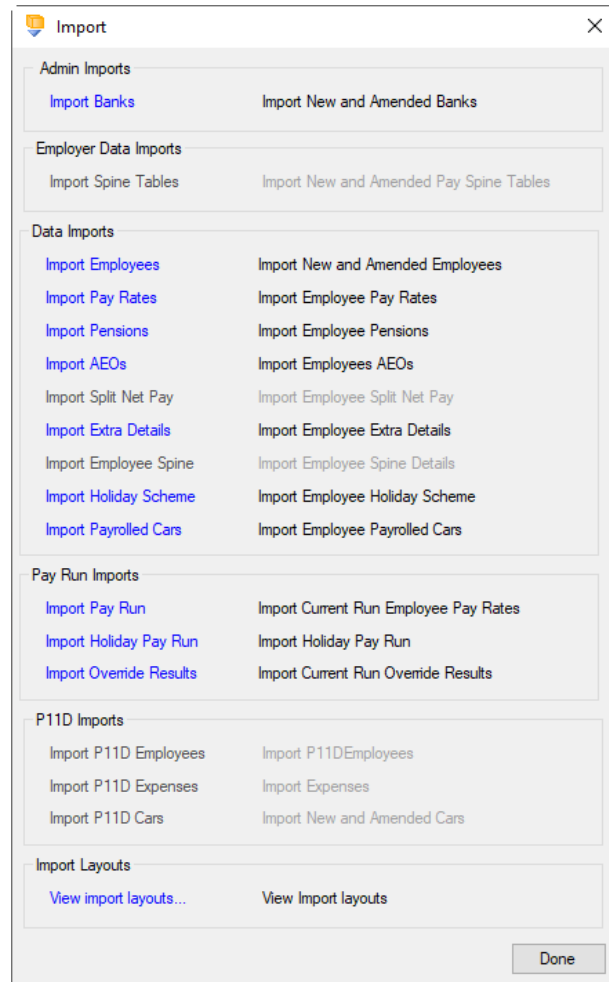 Import
Admin Imports
Import Banks Import New and Amended Banks
Employer Data Imports
Import Spine Tables Import New and Amended Pay Spine Tables
Data Imports
Import Employees Import New and Amended Employees
Import Pay Rates Import Employee Pay Rates
Import Pensions Import Employee Pensions
Import AEOs Import Employees AEOs
Import Split Net Pay Import Employee Split Net Pay
Import Extra Details Import Employee Extra Details
Import Employee Spine Import Employee Spine Details
Import Holiday Scheme Import Employee Holiday Scheme
Import Payrolled Cars Import Employee Payrolled Cars
Pay Run Imports
Import Pay Run Import Current Run Employee Pay Rates
Import Holiday Pay Run Import Holiday Pay Run
Import Override Results Import Current Run Override Results
P11D Imports
Import P11D Employees Import P11DEmployees
Import P11D Expenses Import Expenses
Import P11D Cars Import New and Amended Cars
Import Layouts
View import layouts... View Import layouts
Done